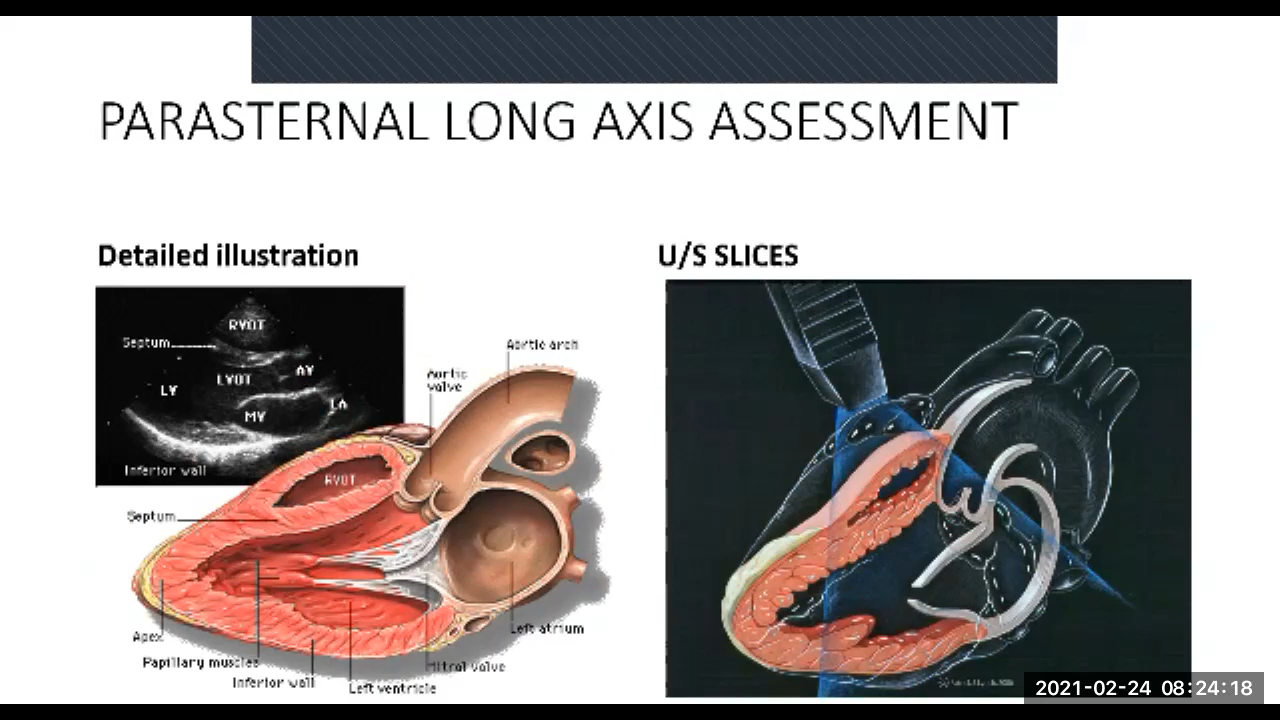 PARASTERNAL LONG AXIS ASSESSMENT
Detailed illustration
U/S SLICES
RVOT
Septum
LVOT
AV
LV
LA
MV
Inferior wall
Aortic arch
Aortic
valve
RVOT
Septum
Apex
Papillary muscles
Inferior wall
Left ventricle
Mitral valve
Left atrium
2021-02-24 08:24:18